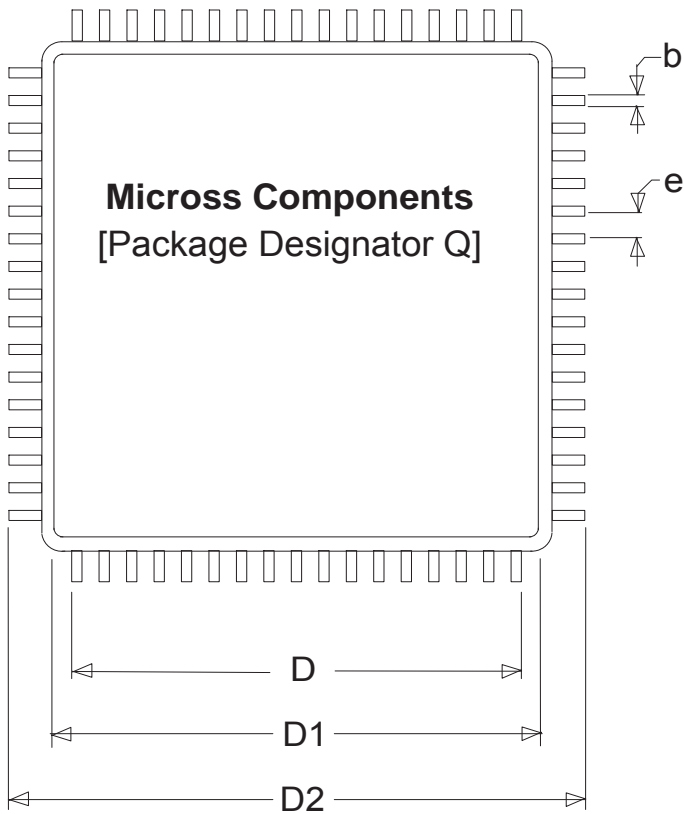 b
Micross Components
e
[Package Designator Q]
D
D1
D2